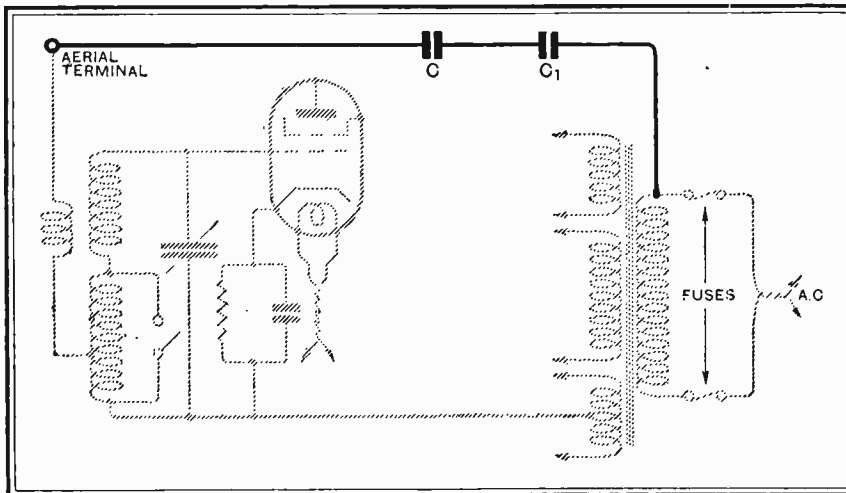 AERIAL
TERMINAL
C
C1
FUSES
A.C